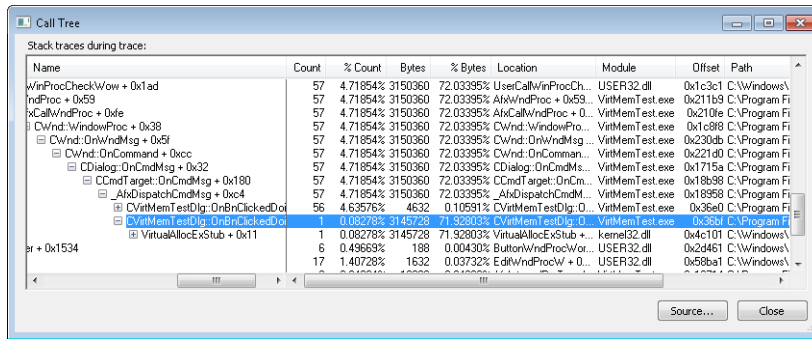 Call Tree
Stack traces during trace:
Name Count % Count Bytes % Bytes Location Module Offset Path
WinProcCheckWow + 0x1ad 57 4.71854% 3150360 72.03395% UserCallWinProcCh... USER32.dll 0x1c3c1 C:\Windows\
ndProc + 0x59 57 4.71854% 3150360 72.03395% AfxWndProc + 0x59... VirtMemTest.exe 0x211b9 C:\Program Fi
xCallWndProc + 0xfe 57 4.71854% 3150360 72.03395% AfxCallWndProc + 0... VirtMemTest.exe 0x210fe C:\Program Fi
CWnd::WindowProc + 0x38 57 4.71854% 3150360 72.03395% CWnd::WindowPro... VirtMemTest.exe 0x1c8f8 C:\Program Fi
CWnd::OnWndMsg + 0x5f 57 4.71854% 3150360 72.03395% CWnd::OnWndMsg ... VirtMemTest.exe 0x230db C:\Program Fi
CWnd::OnCommand + 0xcc 57 4.71854% 3150360 72.03395% CWnd::OnComman... VirtMemTest.exe 0x221d0 C:\Program Fi
CDialog::OnCmdMsg + 0x32 57 4.71854% 3150360 72.03395% CDialog::OnCmdMs... VirtMemTest.exe 0x1715a C:\Program Fi
CCmdTarget::OnCmdMsg + 0x180 57 4.71854% 3150360 72.03395% CCmdTarget::OnCm... VirtMemTest.exe 0x18b98 C:\Program Fi
_AfxDispatchCmdMsg + 0xc4 57 4.71854% 3150360 72.03395% _AfxDispatchCmdM... VirtMemTest.exe 0x18958 C:\Program Fi
CVirtMemTestDlg::OnBnClickedDoi 56 4.63576% 4632 0.10591% CVirtMemTestDlg::O... VirtMemTest.exe 0x36e0 C:\Program Fi
CVirtMemTestDlg::OnBnClickedDoi 1 0.08278% 3145728 71.92803% CVirtMemTestDlg::O... VirtMemTest.exe 0x36bf C:\Program Fi
VirtualAllocExStub + 0x11 1 0.08278% 3145728 71.92803% VirtualAllocExStub +... kernel32.dll 0x4c101 C:\Windows\
er + 0x1534 6 0.49669% 188 0.00430% ButtonWndProcWor... USER32.dll 0x2d461 C:\Windows\
17 1.40728% 1632 0.03732% EditWndProcW + 0... USER32.dll 0x58ba1 C:\Windows\
Source... Close